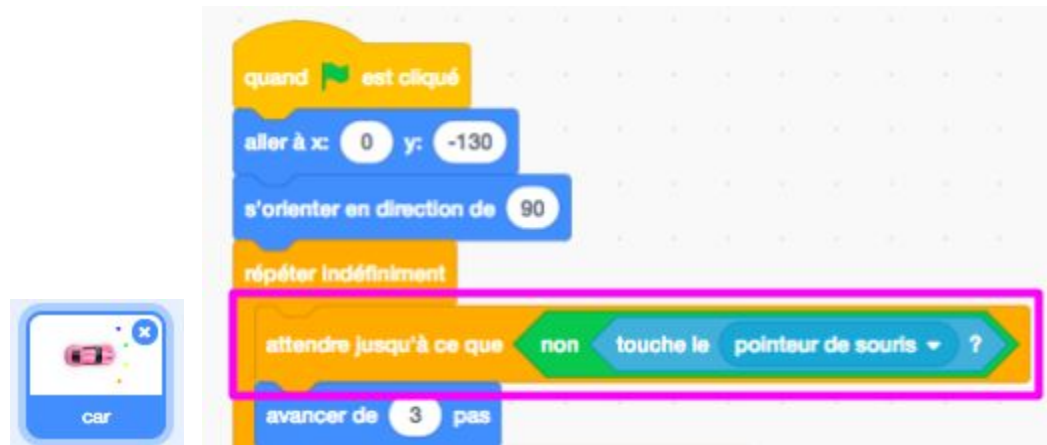 quand est cliqué
aller à x: 0 y: -130
s'orienter en direction de 90
répéter indéfiniment
attendre jusqu'à ce que non touche le pointeur de souris ?
avancer de 3 pas
car